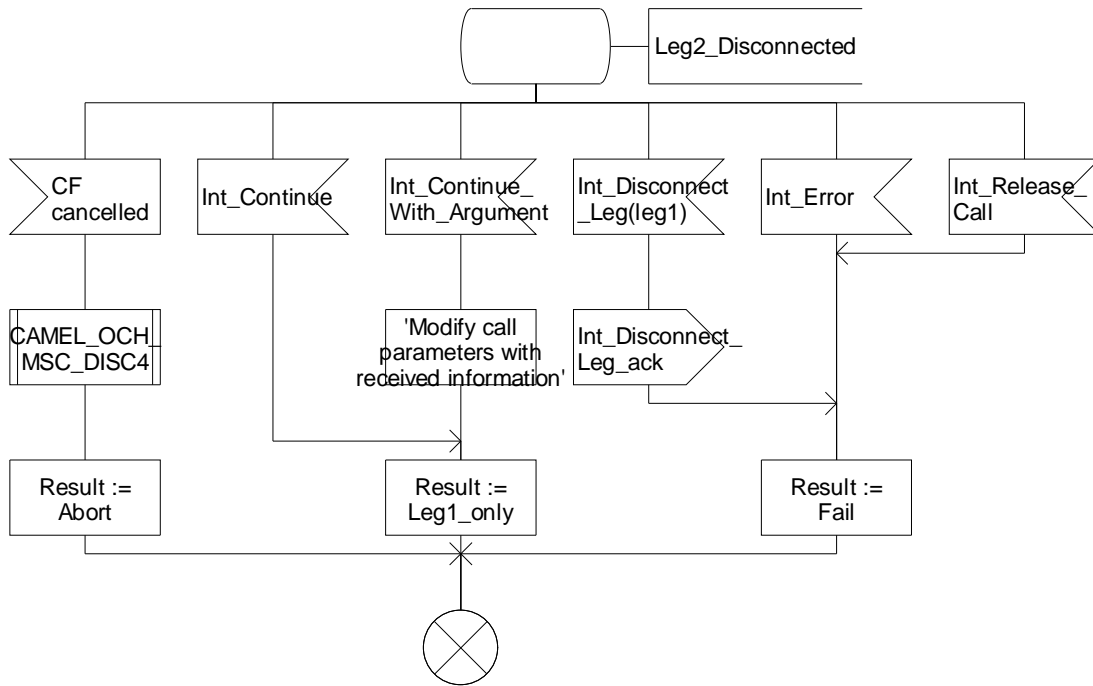 Leg2_Disconnected
CF
cancelled
Int_Continue
Int_Continue_
With_Argument
Int_Disconnect
_Leg(leg1)
Int_Error
Int_Release_
Call
CAMEL_OCH_
MSC_DISC4
'Modify call
parameters with
received information'
Int_Disconnect_
Leg_ack
Result :=
Abort
Result :=
Leg1_only
Result :=
Fail